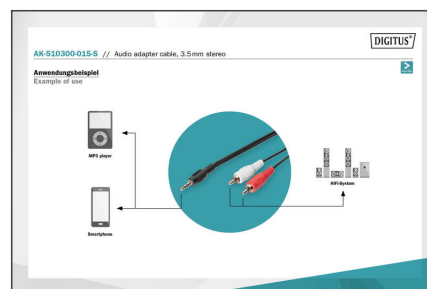 DIGITUS®
AK-510300-015-S // Audio adapter cable, 3.5 mm stereo
Anwendungsbeispiel
Example of use
MP3 player
HiFi-System
Smartphone